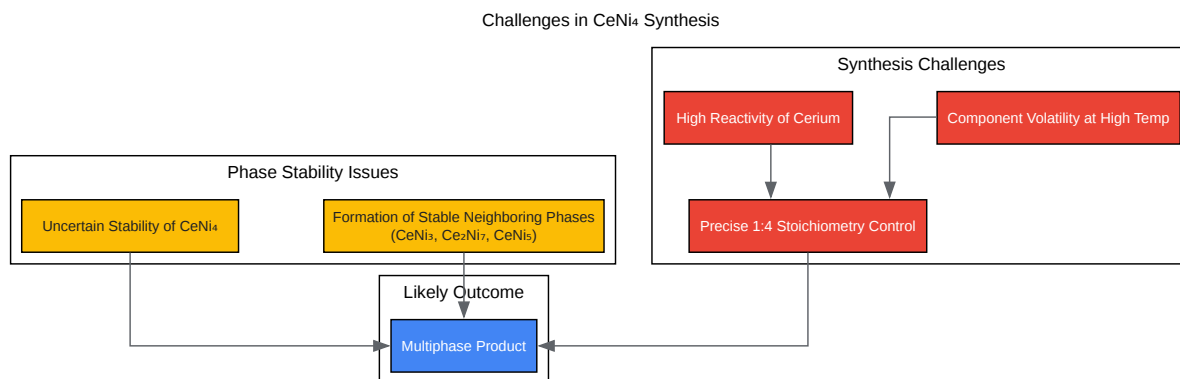 Challenges in CeNi₄ Synthesis
Synthesis Challenges
High Reactivity of Cerium
Component Volatility at High Temp
Phase Stability Issues
Uncertain Stability of CeNi₄
Formation of Stable Neighboring Phases
(CeNi₃, Ce₂Ni₇, CeNi₅)
Precise 1:4 Stoichiometry Control
Likely Outcome
Multiphase Product